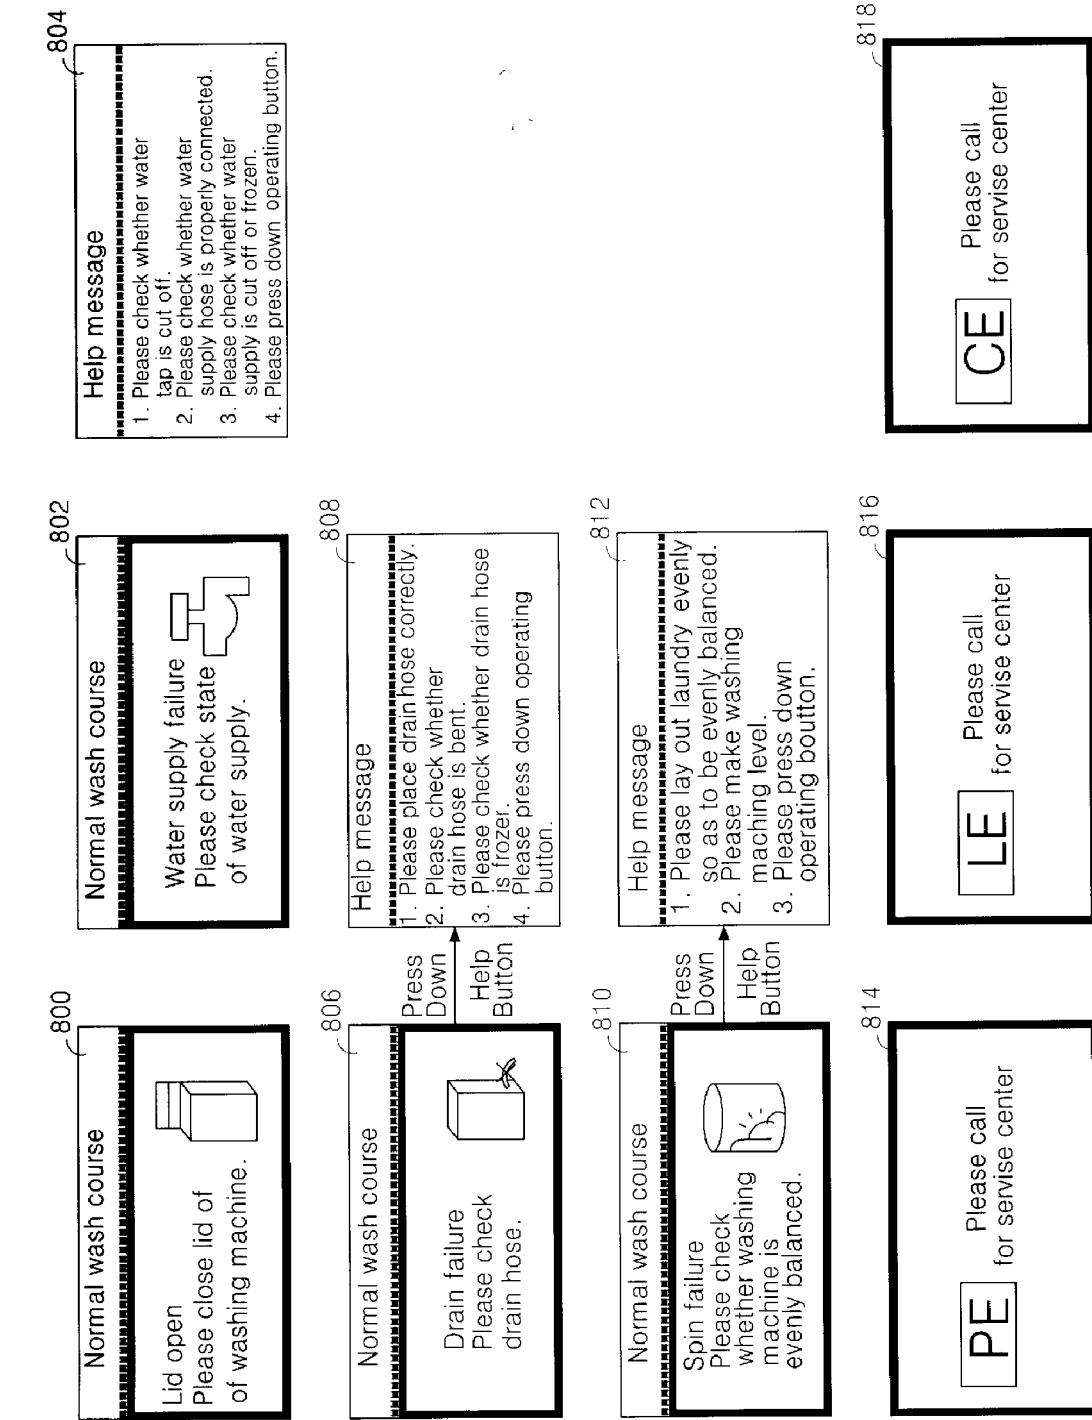 800
Normal wash course
Lid open
Please close lid of
of washing machine.
802
Normal wash course
Water supply failure
Please check state
of water supply.
804
Help message
1. Please check whether water
tap is cut off.
2. Please check whether water
supply hose is properly connected.
3. Please check whether water
supply is cut off or frozen.
4. Please press down operating button.
806
Normal wash course
Drain failure
Please check
drain hose.
Press
Down
Help
Button
808
Help message
1. Please place drain hose correctly.
2. Please check whether
drain hose is bent.
3. Please check whether drain hose
is frozer.
4. Please press down operating
button.
810
Normal wash course
Spin failure
Please check
whether washing
machine is
evenly balanced.
Press
Down
Help
Button
812
Help message
1. Please lay out laundry evenly
so as to be evenly balanced.
2. Please make washing
maching level.
3. Please press down
operating boutton.
814
PE
Please call
for servise center
816
LE
Please call
for servise center
818
CE
Please call
for servise center